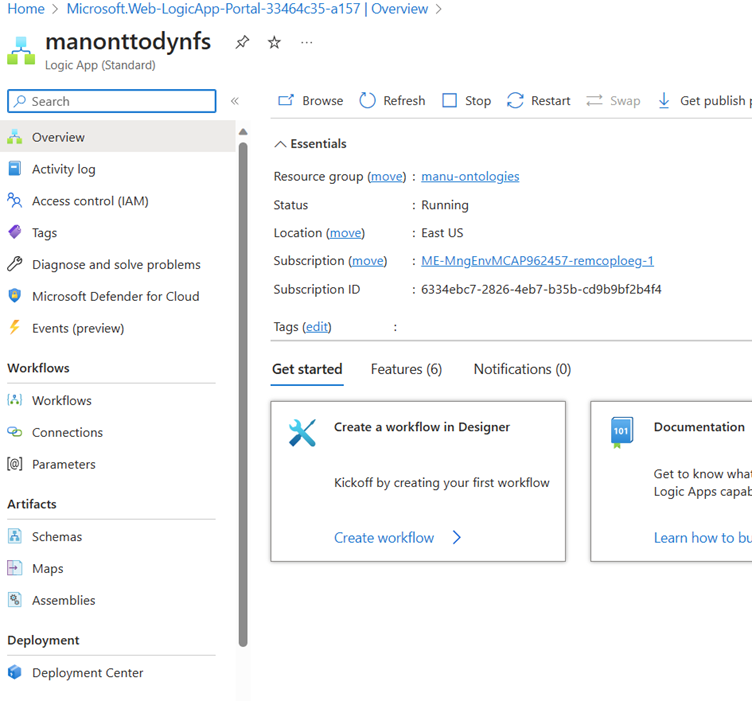 Home > Microsoft.Web-LogicApp-Portal-33464c35-a157 | Overview >
manonttodynfs
Logic App (Standard)
Search
Overview
Activity log
Access control (IAM)
Tags
Diagnose and solve problems
Microsoft Defender for Cloud
Events (preview)
Workflows
Workflows
Connections
Parameters
Artifacts
Schemas
Maps
Assemblies
Deployment
Deployment Center
Browse Refresh Stop Restart Swap Get publish p
Essentials
Resource group (move) : manu-ontologies
Status : Running
Location (move) : East US
Subscription (move) : ME-MngEnvMCAP962457-remcoploeg-1
Subscription ID : 6334ebc7-2826-4eb7-b35b-cd9b9bf2b4f4
Tags (edit) :
Get started Features (6) Notifications (0)
Create a workflow in Designer
Kickoff by creating your first workflow
Create workflow >
101
Documentation
Get to know what
Logic Apps capab
Learn how to bu